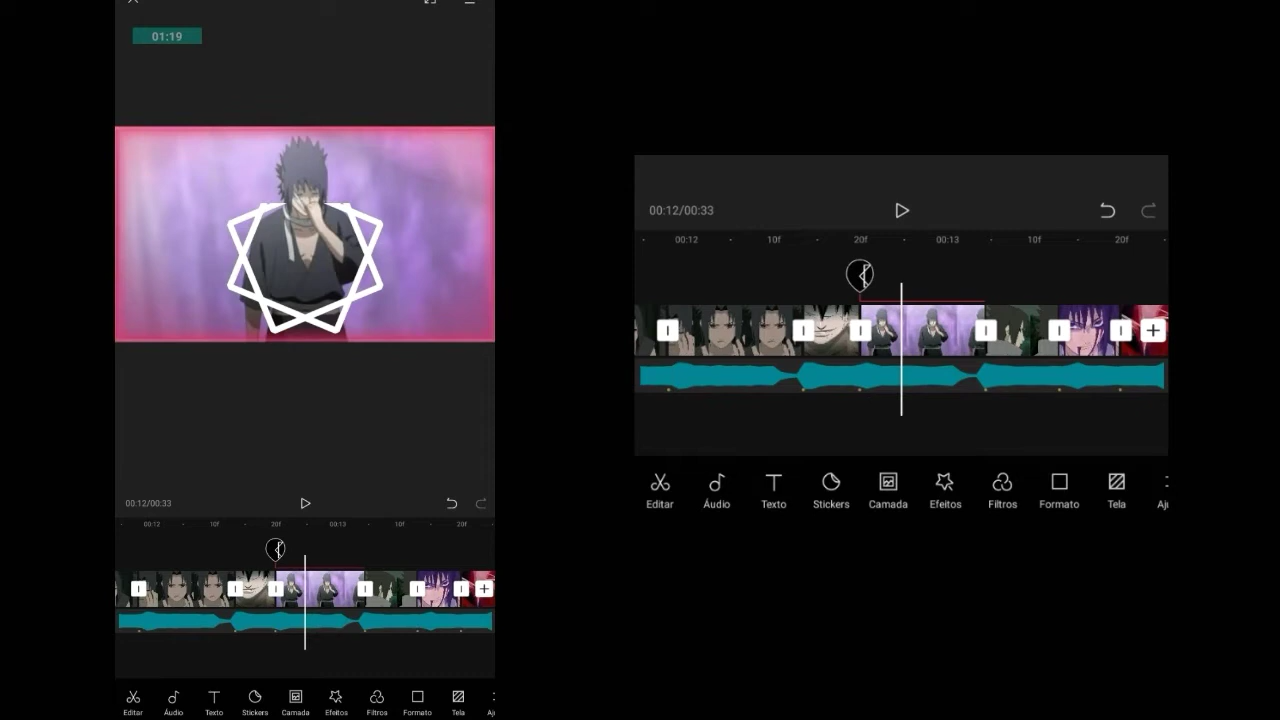 01:19
00:12/00:33
00:12 10f 20f 00:13 10f 20f
Editar Áudio Texto Stickers Camada Efeitos Filtros Formato Tela Aj
00:12/00:33
00:12 10f 20f 00:13 10f 20f
Editar Áudio Texto Stickers Camada Efeitos Filtros Formato Tela Aj